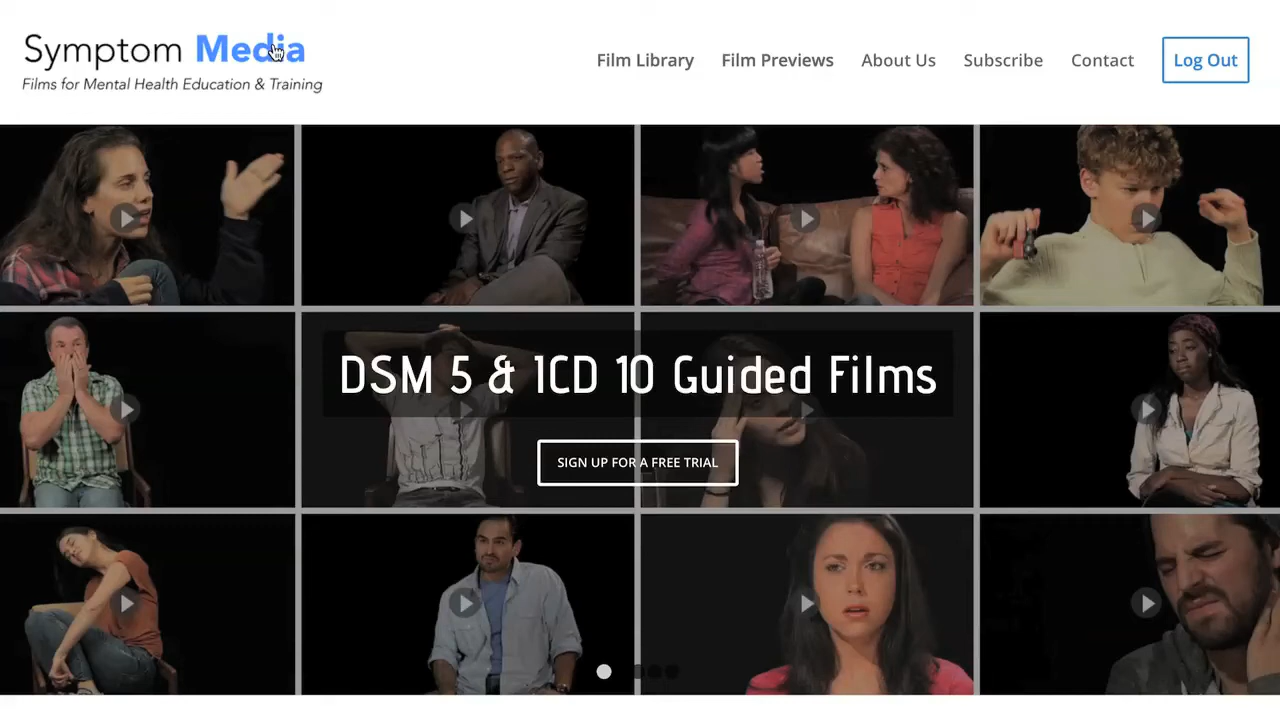 Symptom Media
Films for Mental Health Education & Training
Film Library
Film Previews
About Us
Subscribe
Contact
Log Out
DSM 5 & ICD 10 Guided Films
SIGN UP FOR A FREE TRIAL